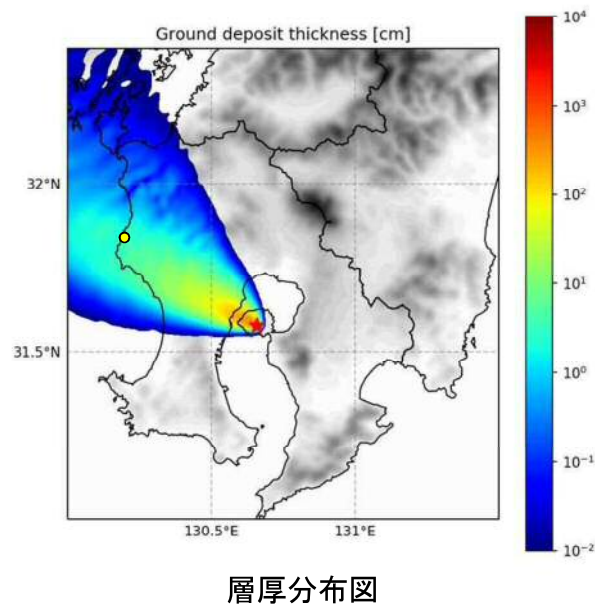 Ground deposit thickness [cm]
10⁴
10³
10²
10¹
10⁰
10⁻¹
10⁻²
32°N
31.5°N
130.5°E
131°E
層厚分布図